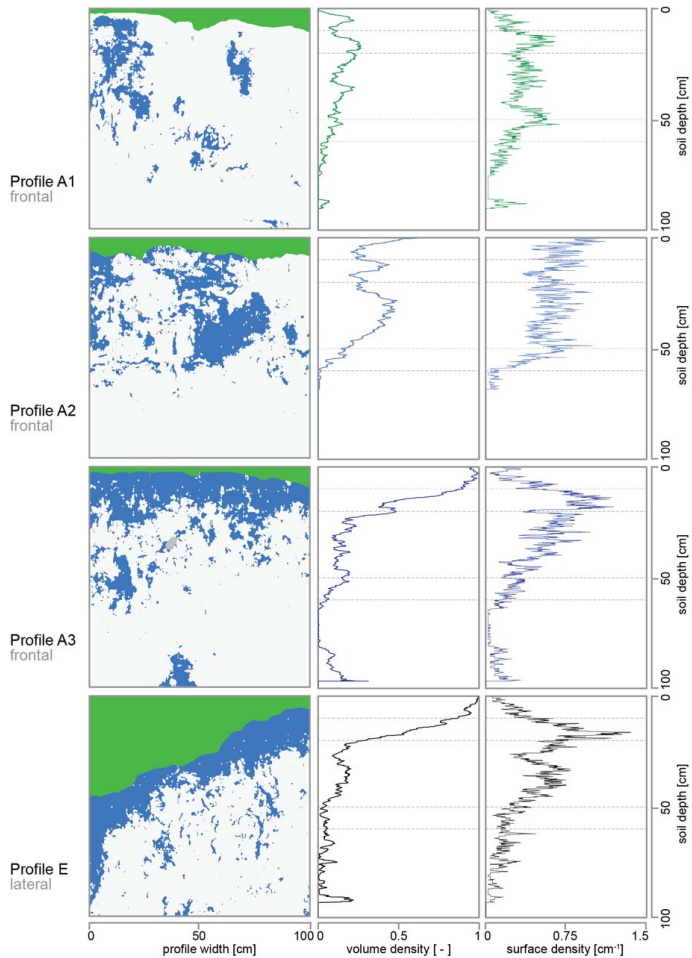 0
50
100
soil depth [cm]
Profile A1
frontal
0
50
100
soil depth [cm]
Profile A2
frontal
0
50
100
soil depth [cm]
Profile A3
frontal
0
50
100
soil depth [cm]
Profile E
lateral
0 50 100 0 0.5 1 0 0.75 1.5
profile width [cm] volume density [ - ] surface density [cm⁻¹]